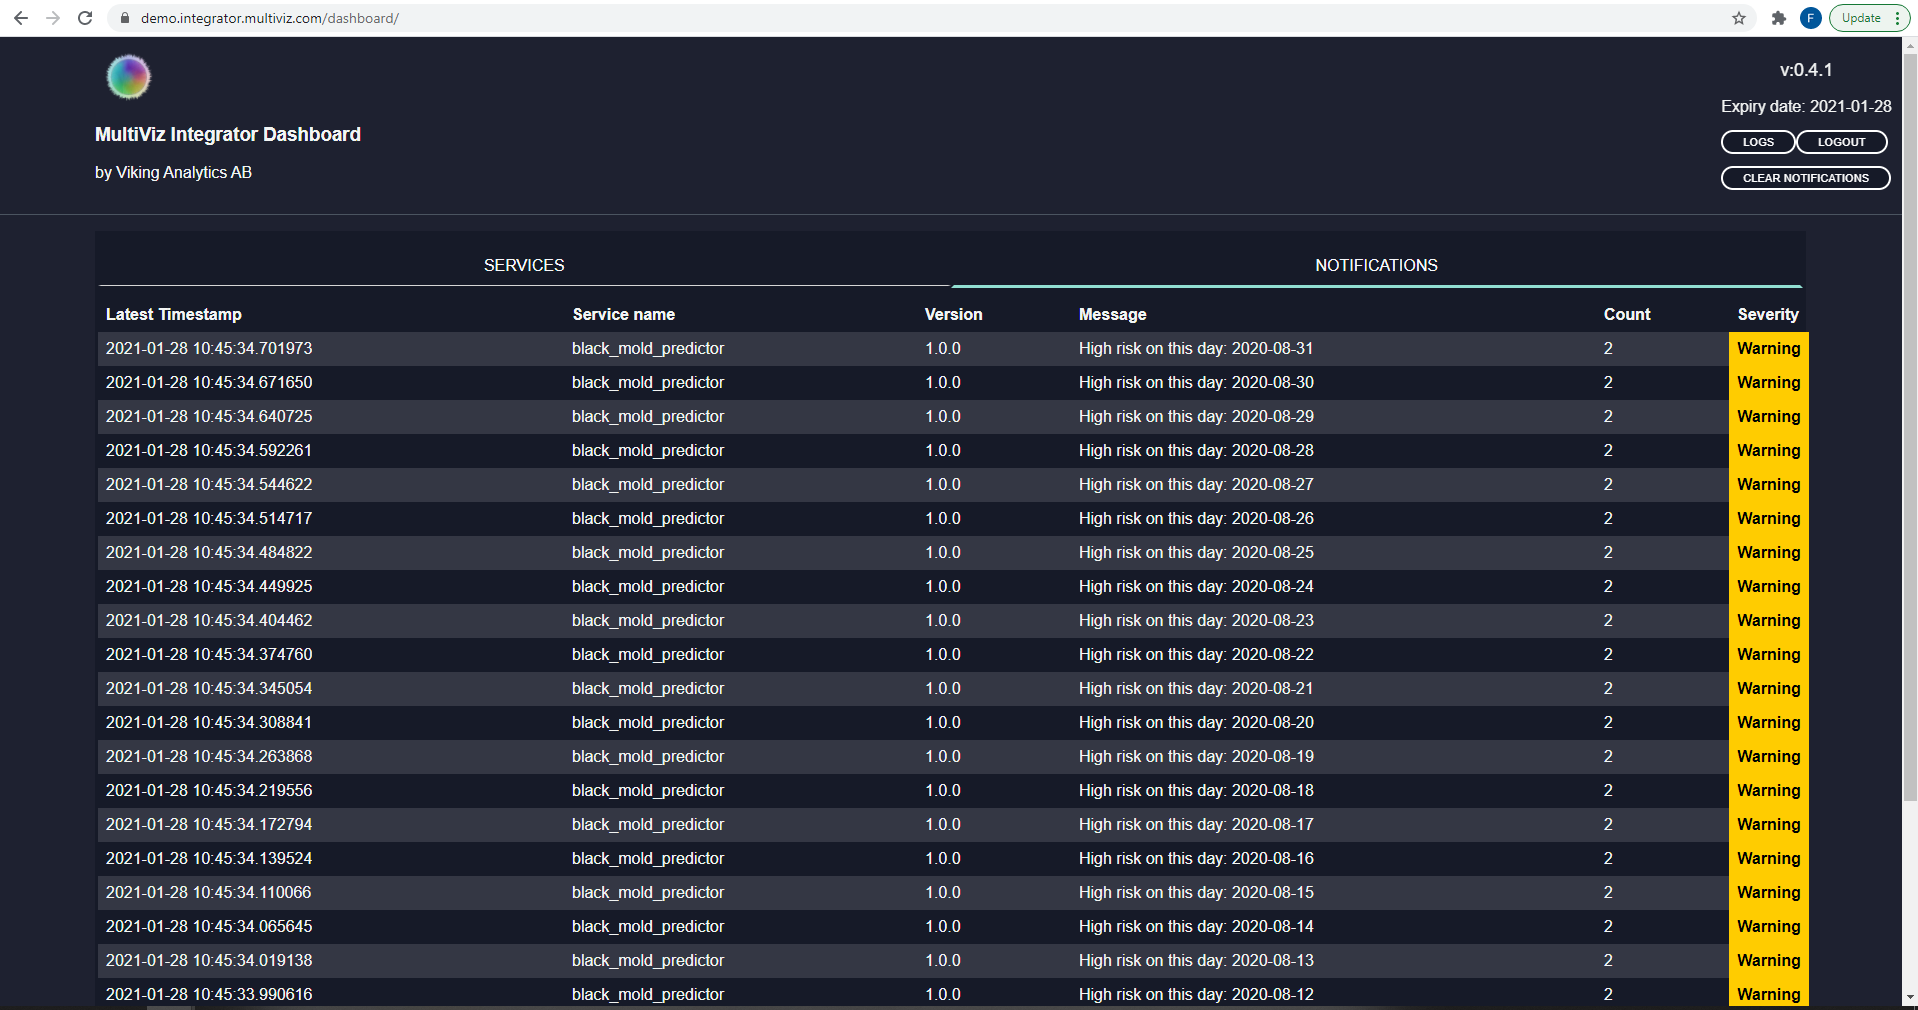 demo.integrator.multiviz.com/dashboard/
F
Update
v:0.4.1
Expiry date: 2021-01-28
MultiViz Integrator Dashboard
LOGS LOGOUT
by Viking Analytics AB
CLEAR NOTIFICATIONS
SERVICES NOTIFICATIONS
Latest Timestamp Service name Version Message Count Severity
2021-01-28 10:45:34.701973 black_mold_predictor 1.0.0 High risk on this day: 2020-08-31 2 Warning
2021-01-28 10:45:34.671650 black_mold_predictor 1.0.0 High risk on this day: 2020-08-30 2 Warning
2021-01-28 10:45:34.640725 black_mold_predictor 1.0.0 High risk on this day: 2020-08-29 2 Warning
2021-01-28 10:45:34.592261 black_mold_predictor 1.0.0 High risk on this day: 2020-08-28 2 Warning
2021-01-28 10:45:34.544622 black_mold_predictor 1.0.0 High risk on this day: 2020-08-27 2 Warning
2021-01-28 10:45:34.514717 black_mold_predictor 1.0.0 High risk on this day: 2020-08-26 2 Warning
2021-01-28 10:45:34.484822 black_mold_predictor 1.0.0 High risk on this day: 2020-08-25 2 Warning
2021-01-28 10:45:34.449925 black_mold_predictor 1.0.0 High risk on this day: 2020-08-24 2 Warning
2021-01-28 10:45:34.404462 black_mold_predictor 1.0.0 High risk on this day: 2020-08-23 2 Warning
2021-01-28 10:45:34.374760 black_mold_predictor 1.0.0 High risk on this day: 2020-08-22 2 Warning
2021-01-28 10:45:34.345054 black_mold_predictor 1.0.0 High risk on this day: 2020-08-21 2 Warning
2021-01-28 10:45:34.308841 black_mold_predictor 1.0.0 High risk on this day: 2020-08-20 2 Warning
2021-01-28 10:45:34.263868 black_mold_predictor 1.0.0 High risk on this day: 2020-08-19 2 Warning
2021-01-28 10:45:34.219556 black_mold_predictor 1.0.0 High risk on this day: 2020-08-18 2 Warning
2021-01-28 10:45:34.172794 black_mold_predictor 1.0.0 High risk on this day: 2020-08-17 2 Warning
2021-01-28 10:45:34.139524 black_mold_predictor 1.0.0 High risk on this day: 2020-08-16 2 Warning
2021-01-28 10:45:34.110066 black_mold_predictor 1.0.0 High risk on this day: 2020-08-15 2 Warning
2021-01-28 10:45:34.065645 black_mold_predictor 1.0.0 High risk on this day: 2020-08-14 2 Warning
2021-01-28 10:45:34.019138 black_mold_predictor 1.0.0 High risk on this day: 2020-08-13 2 Warning
2021-01-28 10:45:33.990616 black_mold_predictor 1.0.0 High risk on this day: 2020-08-12 2 Warning